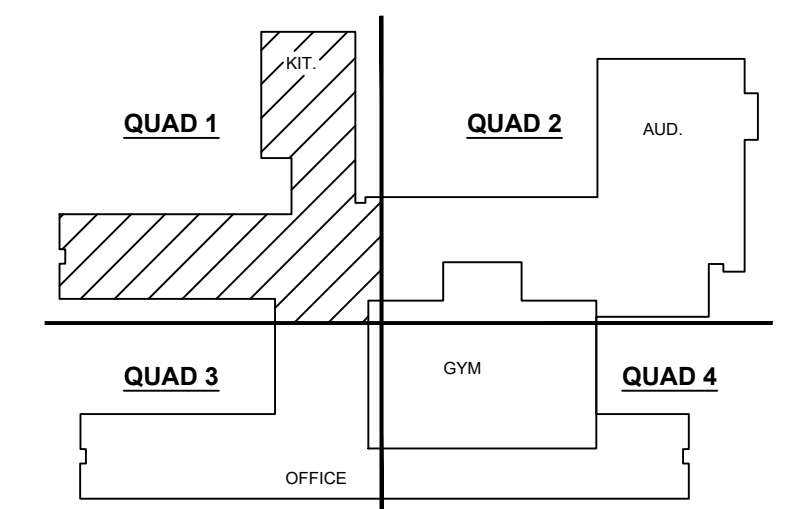 KIT.
QUAD 1
QUAD 2
AUD.
QUAD 3
GYM
QUAD 4
OFFICE